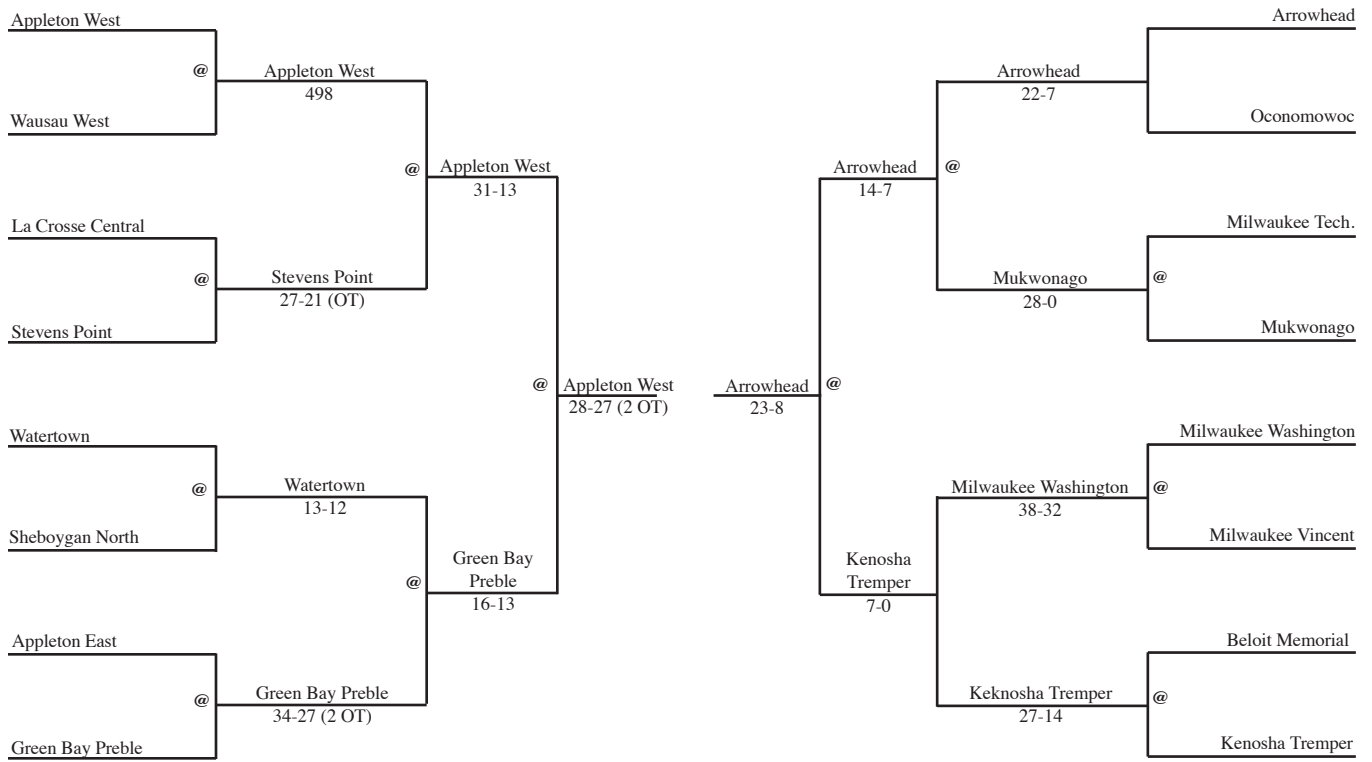 Appleton West
@
Appleton West
498
Wausau West
@
Appleton West
31-13
La Crosse Central
@
Stevens Point
27-21 (OT)
Stevens Point
@
Appleton West
28-27 (2 OT)
Watertown
@
Watertown
13-12
Sheboygan North
@
Green Bay
Preble
16-13
Appleton East
@
Green Bay Preble
34-27 (2 OT)
Green Bay Preble
Arrowhead
Arrowhead
22-7
Oconomowoc
Arrowhead
@
14-7
Milwaukee Tech.
Mukwonago
@
28-0
Mukwonago
Arrowhead
@
23-8
Milwaukee Washington
Milwaukee Washington
@
38-32
Milwaukee Vincent
Kenosha
Tremper
7-0
Beloit Memorial
Keknosha Tremper
@
27-14
Kenosha Tremper